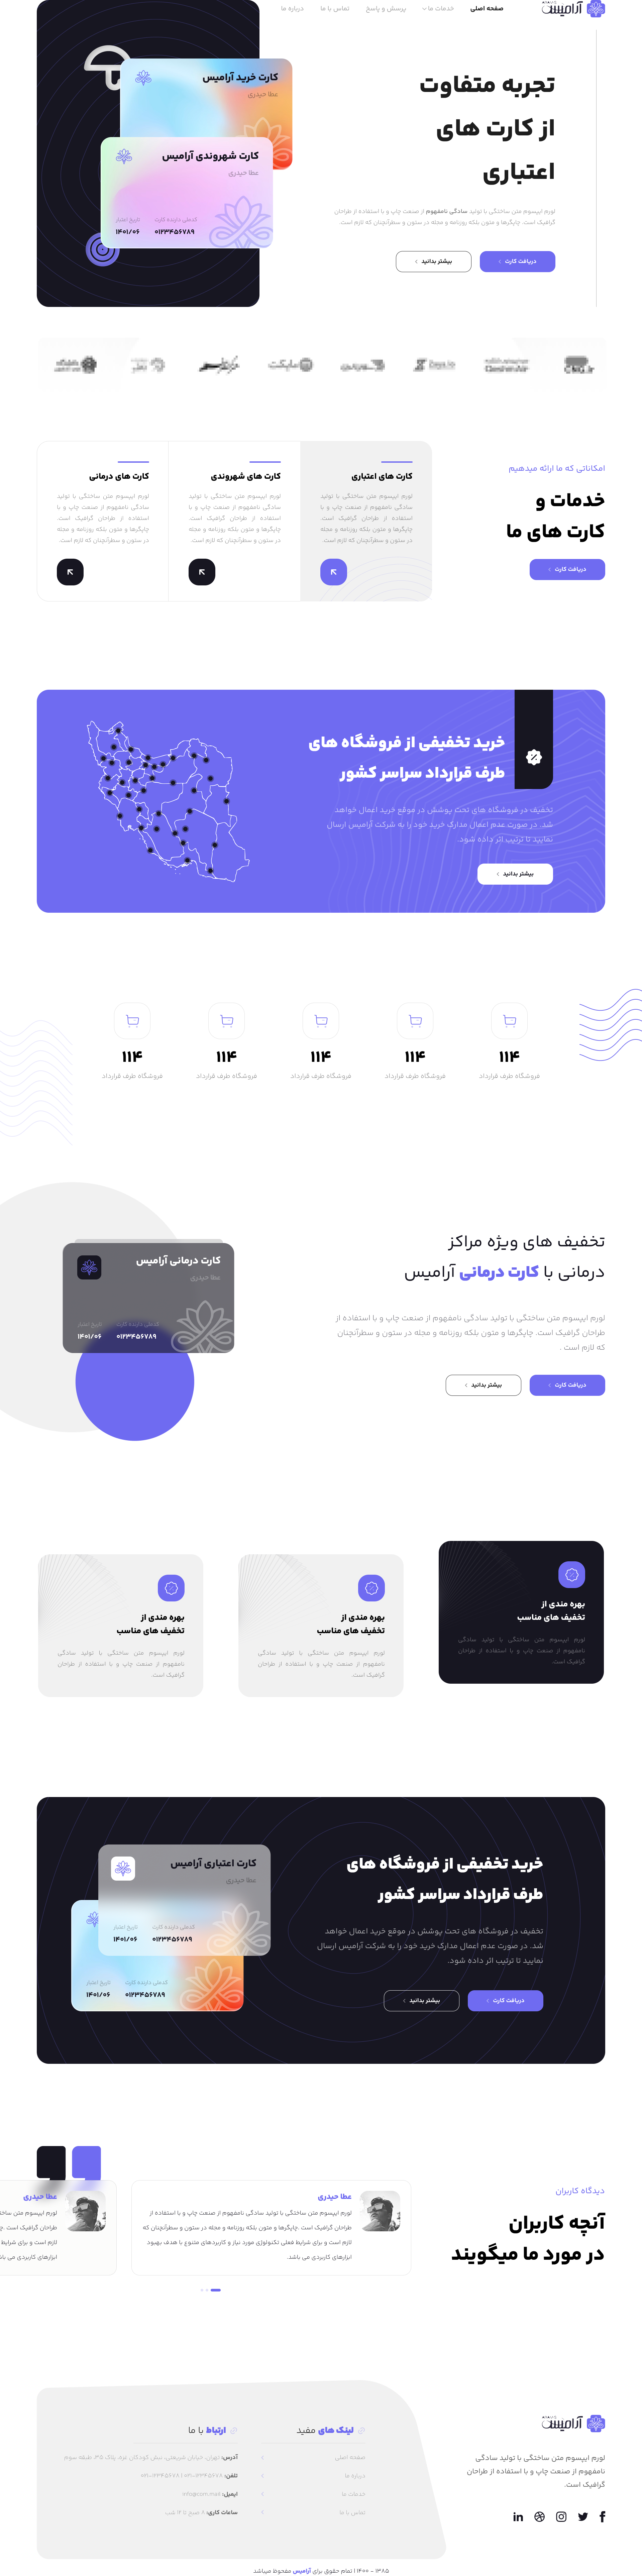 آرامیس
صفحه اصلی
خدمات ما
پرسش و پاسخ
تماس با ما
درباره ما
تجربه متفاوت
از کارت های
اعتباری
لورم ایپسوم متن ساختگی با تولید سادگی نامفهوم از صنعت چاپ و با استفاده از طراحان
گرافیک است. چاپگرها و متون بلکه روزنامه و مجله در ستون و سطرآنچنان که لازم است.
دریافت کارت
بیشتر بدانید
کارت خرید آرامیس
عطا حیدری
کارت شهروندی آرامیس
عطا حیدری
کدملی دارنده کارت
تاریخ اعتبار
۰۱۲۳۴۵۶۷۸۹
۱۴۰۱/۰۶
امکاناتی که ما ارائه میدهیم
خدمات و
کارت های ما
دریافت کارت
کارت های اعتباری
لورم ایپسوم متن ساختگی با تولید
سادگی نامفهوم از صنعت چاپ و با
استفاده از طراحان گرافیک است.
چاپگرها و متون بلکه روزنامه و مجله
در ستون و سطرآنچنان که لازم است.
کارت های شهروندی
لورم ایپسوم متن ساختگی با تولید
سادگی نامفهوم از صنعت چاپ و با
استفاده از طراحان گرافیک است.
چاپگرها و متون بلکه روزنامه و مجله
در ستون و سطرآنچنان که لازم است.
کارت های درمانی
لورم ایپسوم متن ساختگی با تولید
سادگی نامفهوم از صنعت چاپ و با
استفاده از طراحان گرافیک است.
چاپگرها و متون بلکه روزنامه و مجله
در ستون و سطرآنچنان که لازم است.
خرید تخفیفی از فروشگاه های
طرف قرارداد سراسر کشور
تخفیف در فروشگاه های تحت پوشش در موقع خرید اعمال خواهد
شد. در صورت عدم اعمال مدارک خرید خود را به شرکت آرامیس ارسال
نمایید تا ترتیب اثر داده شود.
بیشتر بدانید
۱۱۴
فروشگاه طرف قرارداد
۱۱۴
فروشگاه طرف قرارداد
۱۱۴
فروشگاه طرف قرارداد
۱۱۴
فروشگاه طرف قرارداد
۱۱۴
فروشگاه طرف قرارداد
تخفیف های ویژه مراکز
درمانی با کارت درمانی آرامیس
لورم ایپسوم متن ساختگی با تولید سادگی نامفهوم از صنعت چاپ و با استفاده از
طراحان گرافیک است. چاپگرها و متون بلکه روزنامه و مجله در ستون و سطرآنچنان
که لازم است .
دریافت کارت
بیشتر بدانید
کارت درمانی آرامیس
عطا حیدری
کدملی دارنده کارت
تاریخ اعتبار
۰۱۲۳۴۵۶۷۸۹
۱۴۰۱/۰۶
بهره مندی از
تخفیف های مناسب
لورم ایپسوم متن ساختگی با تولید سادگی
نامفهوم از صنعت چاپ و با استفاده از طراحان
گرافیک است.
بهره مندی از
تخفیف های مناسب
لورم ایپسوم متن ساختگی با تولید سادگی
نامفهوم از صنعت چاپ و با استفاده از طراحان
گرافیک است.
بهره مندی از
تخفیف های مناسب
لورم ایپسوم متن ساختگی با تولید سادگی
نامفهوم از صنعت چاپ و با استفاده از طراحان
گرافیک است.
خرید تخفیفی از فروشگاه های
طرف قرارداد سراسر کشور
تخفیف در فروشگاه های تحت پوشش در موقع خرید اعمال خواهد
شد. در صورت عدم اعمال مدارک خرید خود را به شرکت آرامیس ارسال
نمایید تا ترتیب اثر داده شود.
دریافت کارت
بیشتر بدانید
کارت اعتباری آرامیس
عطا حیدری
کدملی دارنده کارت
تاریخ اعتبار
۰۱۲۳۴۵۶۷۸۹
۱۴۰۱/۰۶
کدملی دارنده کارت
تاریخ اعتبار
۰۱۲۳۴۵۶۷۸۹
۱۴۰۱/۰۶
دیدگاه کاربران
آنچه کاربران
در مورد ما میگویند
عطا حیدری
لورم ایپسوم متن ساختگی با تولید سادگی نامفهوم از صنعت چاپ و با استفاده از
طراحان گرافیک است .چاپگرها و متون بلکه روزنامه و مجله در ستون و سطرآنچنان که
لازم است و برای شرایط فعلی تکنولوژی مورد نیاز و کاربردهای متنوع با هدف بهبود
ابزارهای کاربردی می باشد.
عطا حیدری
لورم ایپسوم متن
طراحان گرافیک است
لازم است و برای شرایط
ابزارهای کاربردی می
آرامیس
لورم ایپسوم متن ساختگی با تولید سادگی
نامفهوم از صنعت چاپ و با استفاده از طراحان
گرافیک است.
لینک های مفید
صفحه اصلی
درباره ما
خدمات ما
تماس با ما
ارتباط با ما
آدرس:
تلفن:
ایمیل:
ساعات کاری:
۱۳۸۵ - ۱۴۰۰ | تمام حقوق برای آرامیس محفوظ میباشد